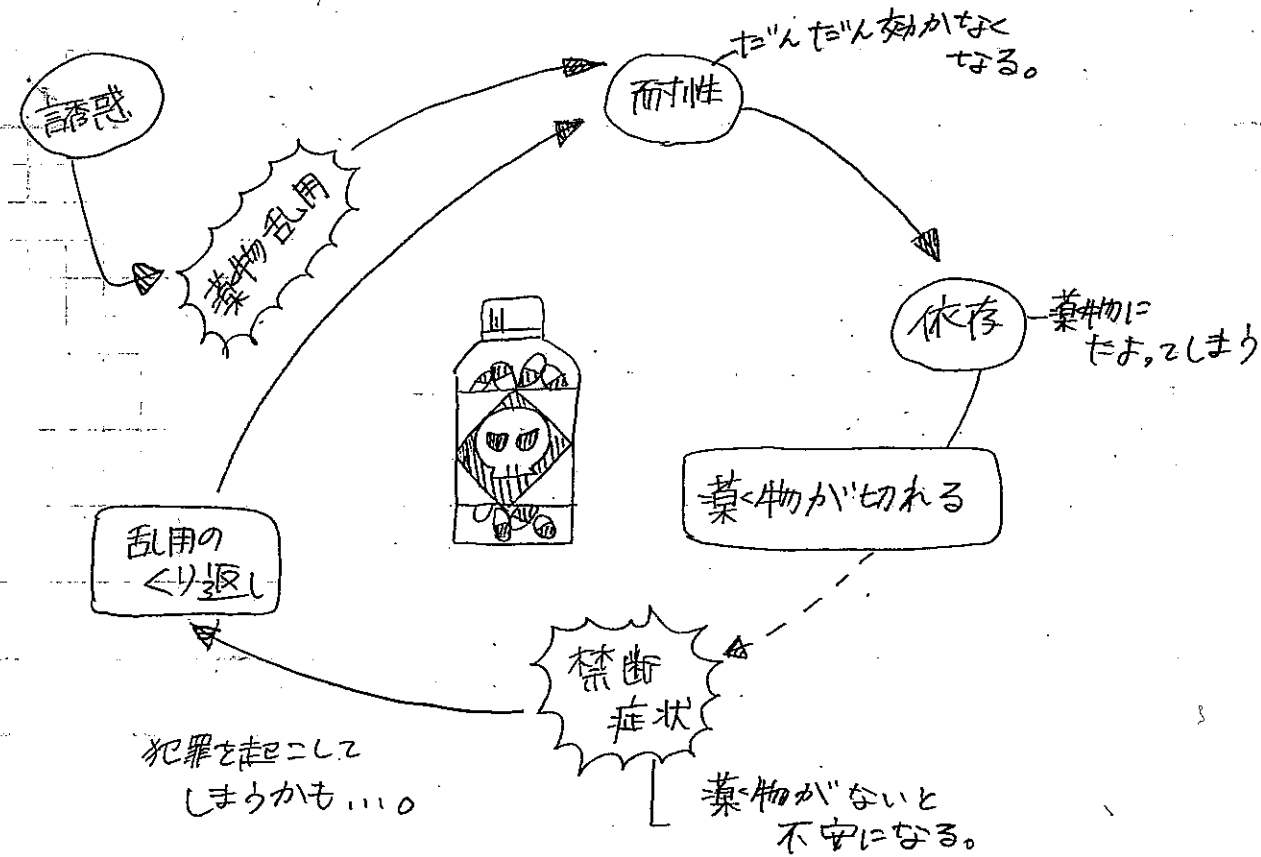 誘惑
薬物乱用
耐性
だんだん効かなく
なる。
依存
薬物に
たよってしまう
薬物が切れる
禁断
症状
薬物がないと
不安になる。
乱用の
くり返し
犯罪を起こして
しまうかも....。